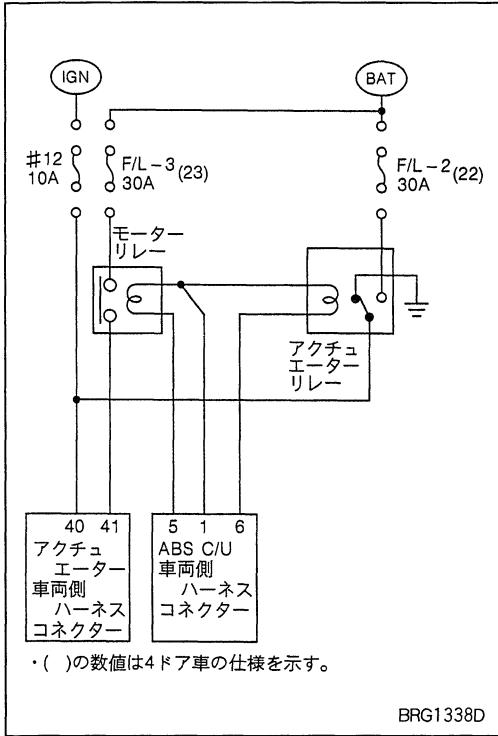 IGN
BAT
#12
10A
F/L-3(23)
30A
F/L-2(22)
30A
モーター
リレー
アクチュ
エーター
リレー
40 41
アクチュ
エーター
車両側
ハーネス
コネクター
5 1 6
ABS C/U
車両側
ハーネス
コネクター
・( )の数値は4ドア車の仕様を示す。
BRG1338D